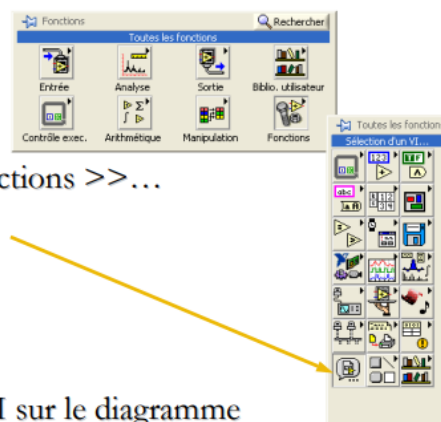 Fonctions
Rechercher
Toutes les fonctions
Entrée
Analyse
Sortie
Biblio. utilisateur
Contrôle exec.
Arithmétique
Manipulation
Fonctions
Toutes les fonction
Sélection d'un VI...
ctions >>…
I sur le diagramme